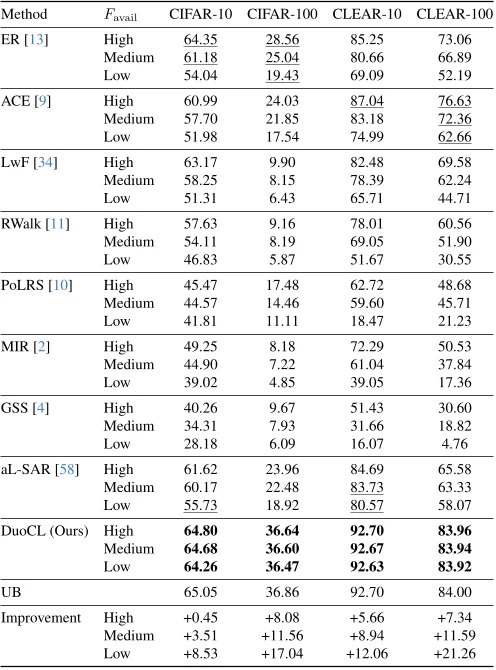 Method F_avail CIFAR-10 CIFAR-100 CLEAR-10 CLEAR-100
ER [13] High 64.35 28.56 85.25 73.06
Medium 61.18 25.04 80.66 66.89
Low 54.04 19.43 69.09 52.19
ACE [9] High 60.99 24.03 87.04 76.63
Medium 57.70 21.85 83.18 72.36
Low 51.98 17.54 74.99 62.66
LwF [34] High 63.17 9.90 82.48 69.58
Medium 58.25 8.15 78.39 62.24
Low 51.31 6.43 65.71 44.71
RWalk [11] High 57.63 9.16 78.01 60.56
Medium 54.11 8.19 69.05 51.90
Low 46.83 5.87 51.67 30.55
PoLRS [10] High 45.47 17.48 62.72 48.68
Medium 44.57 14.46 59.60 45.71
Low 41.81 11.11 18.47 21.23
MIR [2] High 49.25 8.18 72.29 50.53
Medium 44.90 7.22 61.04 37.84
Low 39.02 4.85 39.05 17.36
GSS [4] High 40.26 9.67 51.43 30.60
Medium 34.31 7.93 31.66 18.82
Low 28.18 6.09 16.07 4.76
aL-SAR [58] High 61.62 23.96 84.69 65.58
Medium 60.17 22.48 83.73 63.33
Low 55.73 18.92 80.57 58.07
DuoCL (Ours) High 64.80 36.64 92.70 83.96
Medium 64.68 36.60 92.67 83.94
Low 64.26 36.47 92.63 83.92
UB 65.05 36.86 92.70 84.00
Improvement High +0.45 +8.08 +5.66 +7.34
Medium +3.51 +11.56 +8.94 +11.59
Low +8.53 +17.04 +12.06 +21.26